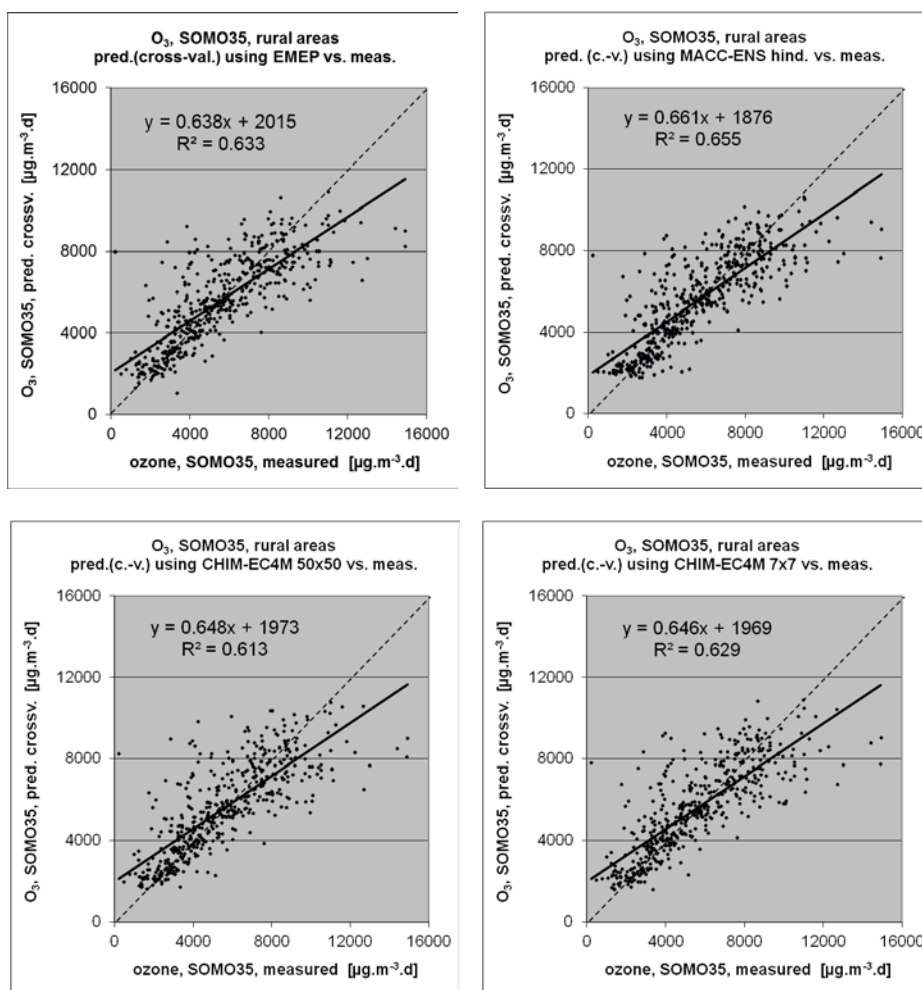 O₃, SOMO35, rural areas
pred.(cross-val.) using EMEP vs. meas.
O₃, SOMO35, pred. crossv. [µg.m⁻³.d]
16000
12000
8000
4000
0
y = 0.638x + 2015
R² = 0.633
0 4000 8000 12000 16000
ozone, SOMO35, measured [µg.m⁻³.d]
O₃, SOMO35, rural areas
pred. (c.-v.) using MACC-ENS hind. vs. meas.
O₃, SOMO35, pred. crossv. [µg.m⁻³.d]
16000
12000
8000
4000
0
y = 0.661x + 1876
R² = 0.655
0 4000 8000 12000 16000
ozone, SOMO35, measured [µg.m⁻³.d]
O₃, SOMO35, rural areas
pred.(c.-v.) using CHIM-EC4M 50x50 vs. meas.
O₃, SOMO35, pred. crossv. [µg.m⁻³.d]
16000
12000
8000
4000
0
y = 0.648x + 1973
R² = 0.613
0 4000 8000 12000 16000
ozone, SOMO35, measured [µg.m⁻³.d]
O₃, SOMO35, rural areas
pred.(c.-v.) using CHIM-EC4M 7x7 vs. meas.
O₃, SOMO35, pred. crossv. [µg.m⁻³.d]
16000
12000
8000
4000
0
y = 0.646x + 1969
R² = 0.629
0 4000 8000 12000 16000
ozone, SOMO35, measured [µg.m⁻³.d]